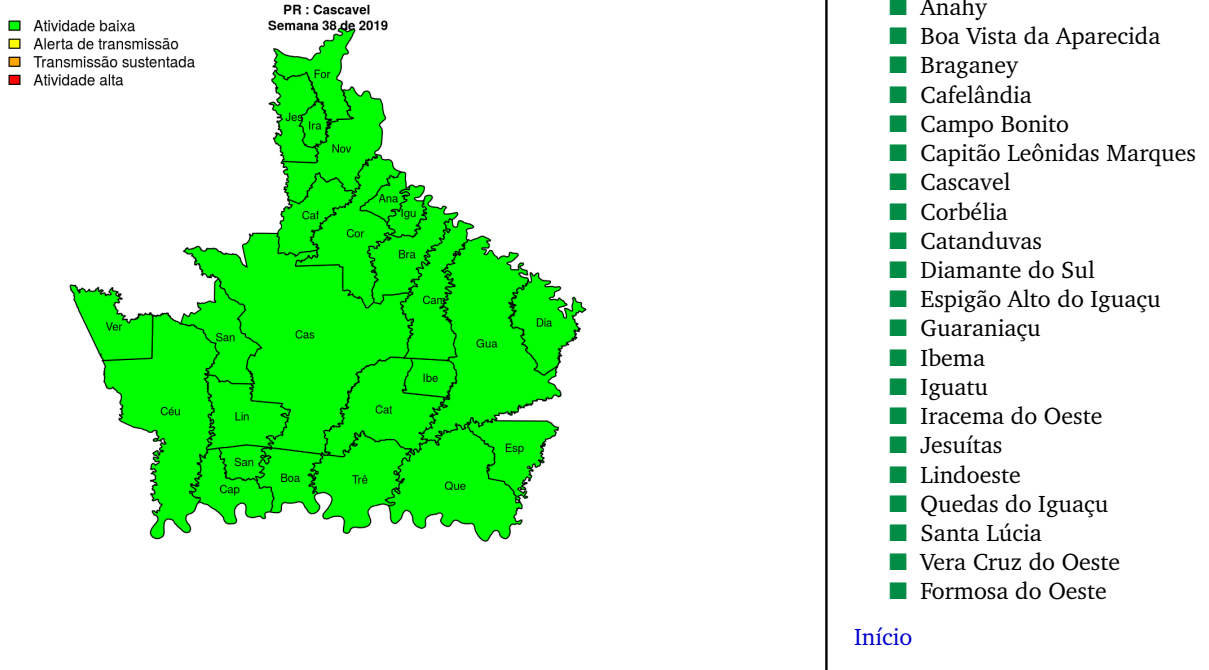 PR : Cascavel
Semana 38 de 2019
Atividade baixa
Alerta de transmissão
Transmissão sustentada
Atividade alta
For
Jes
Ira
Nov
Ana
Igu
Caf
Cor
Bra
Cam
Ver
San
Cas
Gua
Dia
Ibe
Céu
Lin
Cat
San
Cap
Boa
Trê
Que
Esp
Anahy
Boa Vista da Aparecida
Braganey
Cafelândia
Campo Bonito
Capitão Leônidas Marques
Cascavel
Corbélia
Catanduvas
Diamante do Sul
Espigão Alto do Iguaçu
Guaraniaçu
Ibema
Iguatu
Iracema do Oeste
Jesuítas
Lindoeste
Quedas do Iguaçu
Santa Lúcia
Vera Cruz do Oeste
Formosa do Oeste
Início